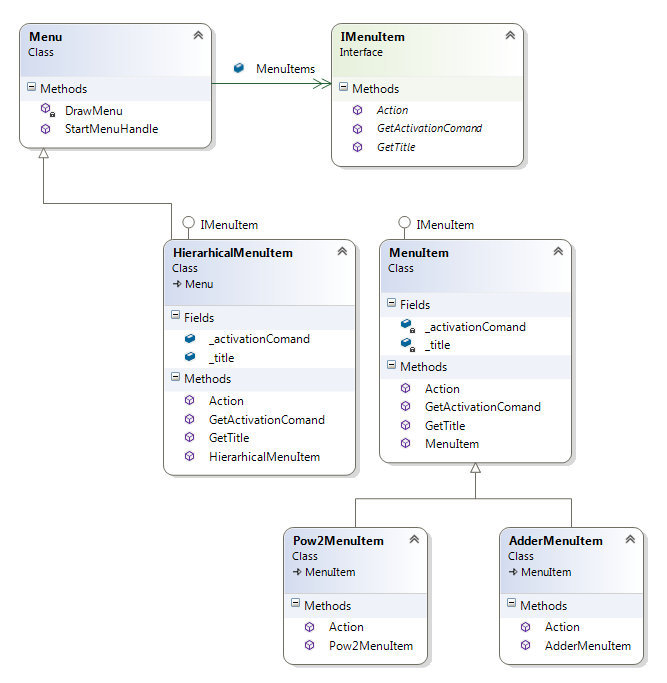 Menu
Class
Methods
DrawMenu
StartMenuHandle
MenuItems
IMenuItem
Interface
Methods
Action
GetActivationComand
GetTitle
IMenuItem
HierarhicalMenuItem
Class
Menu
Fields
_activationComand
_title
Methods
Action
GetActivationComand
GetTitle
HierarhicalMenuItem
IMenuItem
MenuItem
Class
Fields
_activationComand
_title
Methods
Action
GetActivationComand
GetTitle
MenuItem
Pow2MenuItem
Class
MenuItem
Methods
Action
Pow2MenuItem
AdderMenuItem
Class
MenuItem
Methods
Action
AdderMenuItem